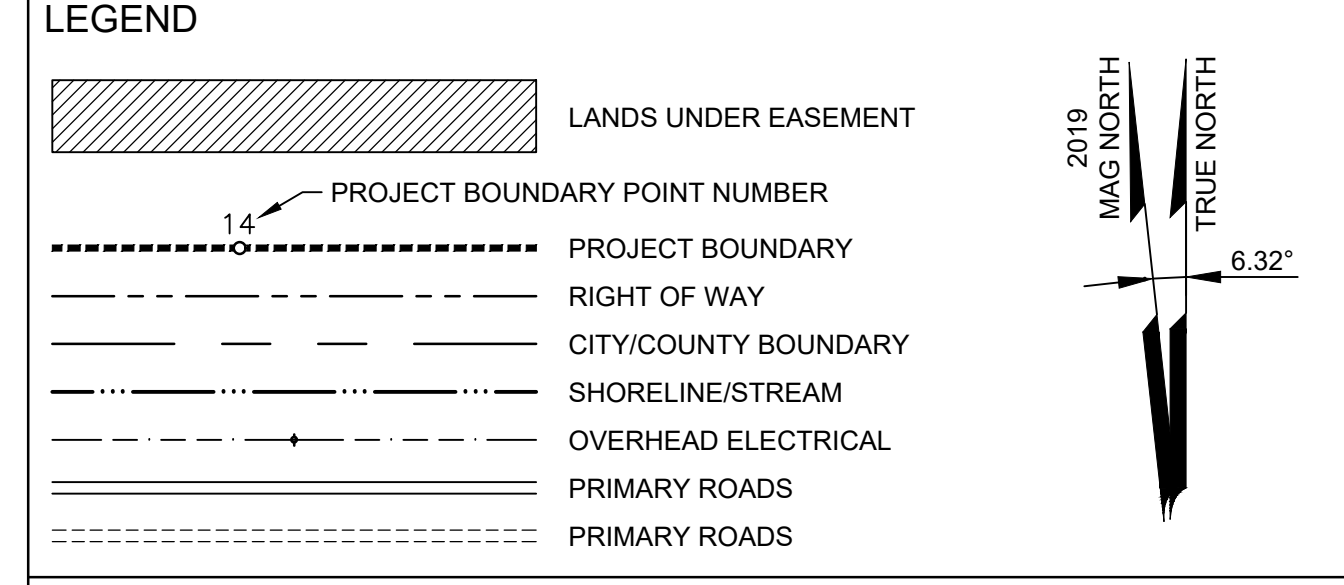 LEGEND
LANDS UNDER EASEMENT
PROJECT BOUNDARY POINT NUMBER
14
PROJECT BOUNDARY
RIGHT OF WAY
CITY/COUNTY BOUNDARY
SHORELINE/STREAM
OVERHEAD ELECTRICAL
PRIMARY ROADS
PRIMARY ROADS
2019
MAG NORTH
TRUE NORTH
6.32°